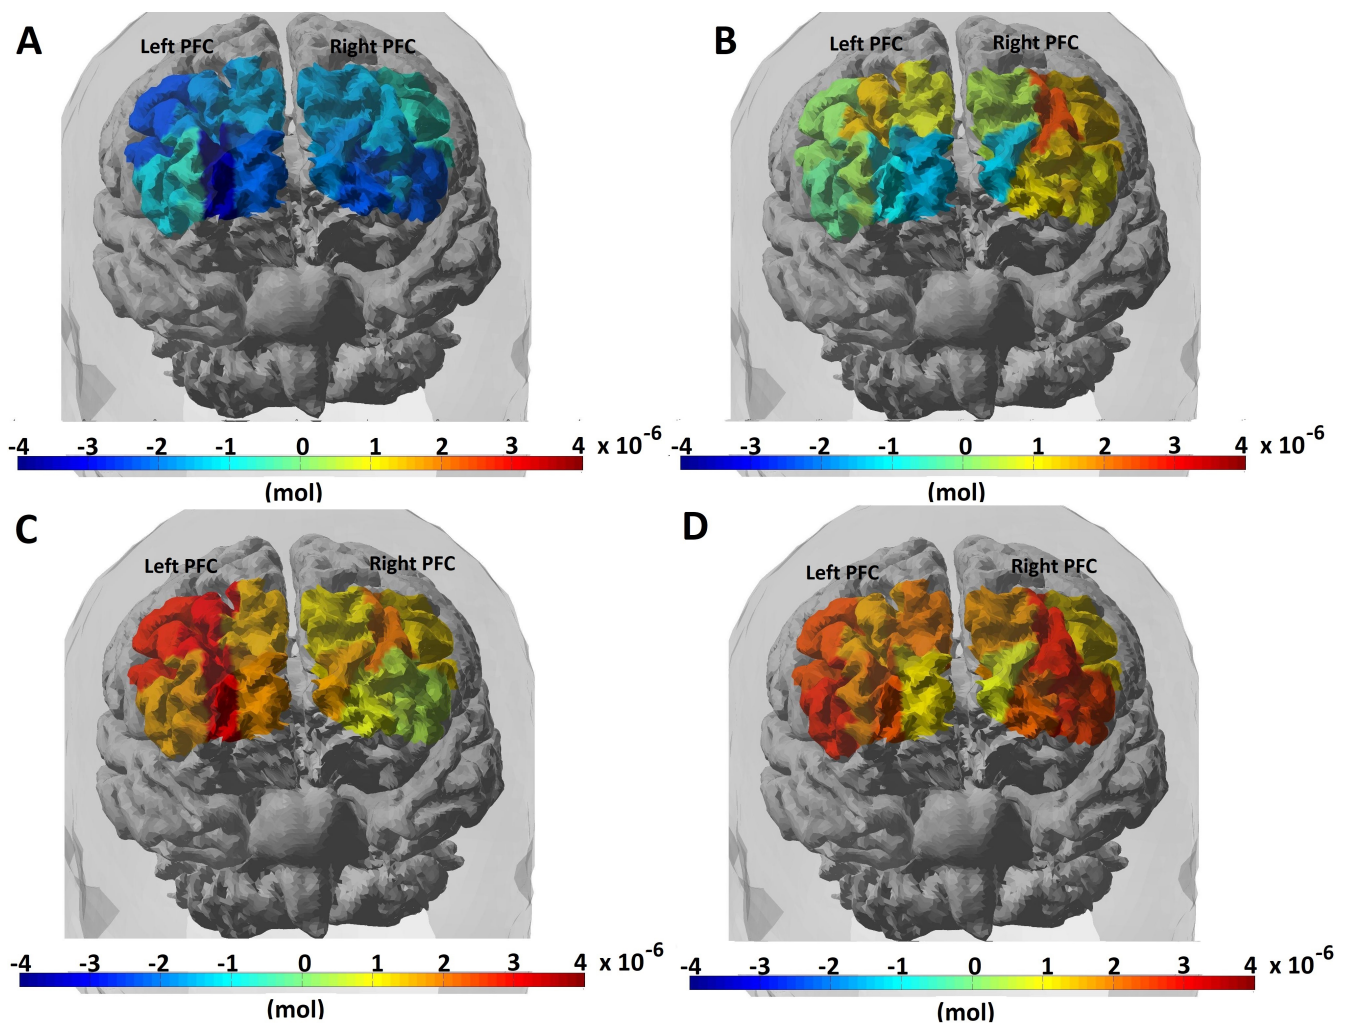 A
Left PFC
Right PFC
-4 -3 -2 -1 0 1 2 3 4 x 10-6
(mol)
B
Left PFC
Right PFC
-4 -3 -2 -1 0 1 2 3 4 x 10-6
(mol)
C
Left PFC
Right PFC
-4 -3 -2 -1 0 1 2 3 4 x 10-6
(mol)
D
Left PFC
Right PFC
-4 -3 -2 -1 0 1 2 3 4 x 10-6
(mol)